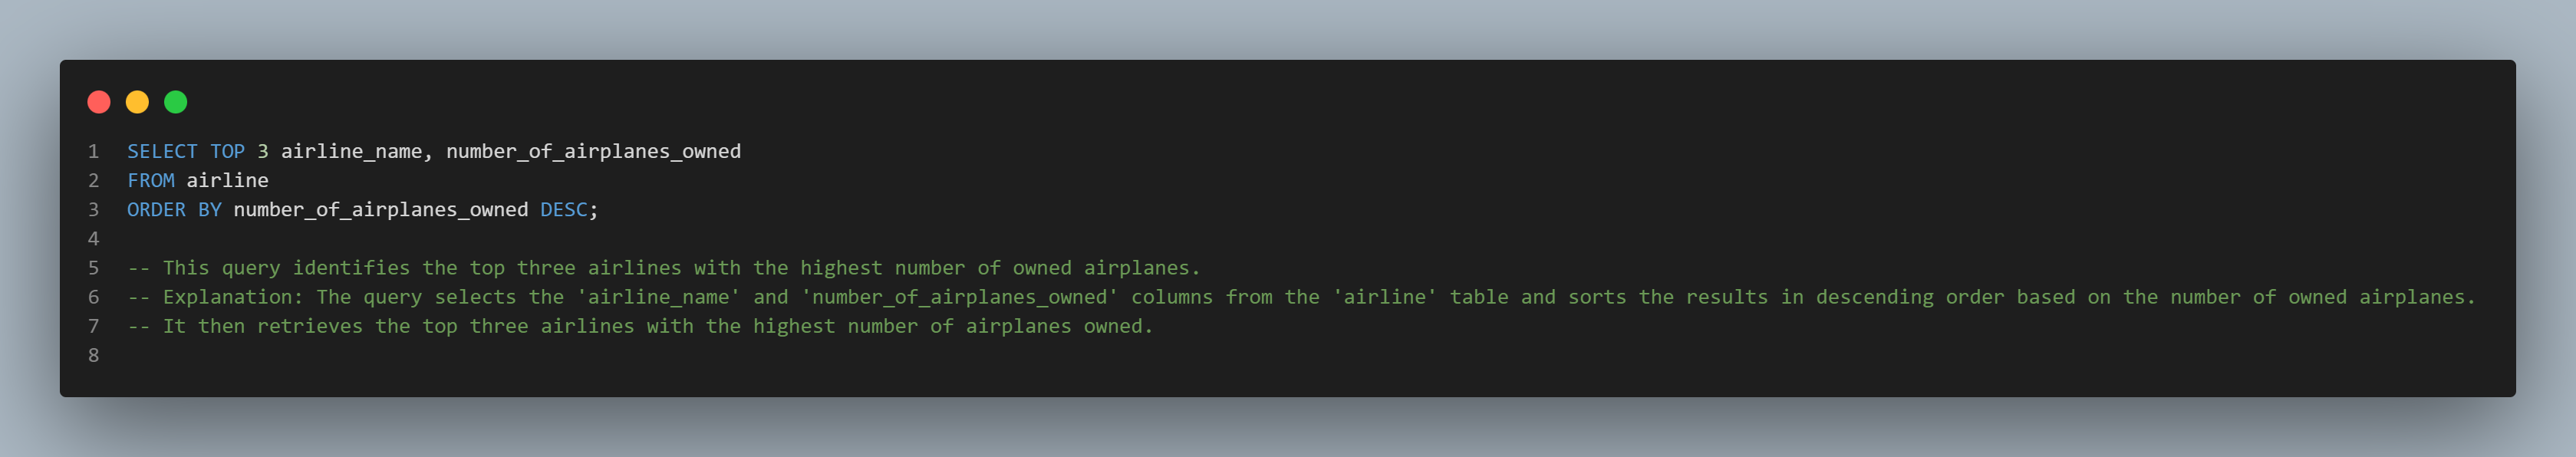 1 SELECT TOP 3 airline_name, number_of_airplanes_owned
2 FROM airline
3 ORDER BY number_of_airplanes_owned DESC;
4
5 -- This query identifies the top three airlines with the highest number of owned airplanes.
6 -- Explanation: The query selects the 'airline_name' and 'number_of_airplanes_owned' columns from the 'airline' table and sorts the results in descending order based on the number of owned airplanes.
7 -- It then retrieves the top three airlines with the highest number of airplanes owned.
8